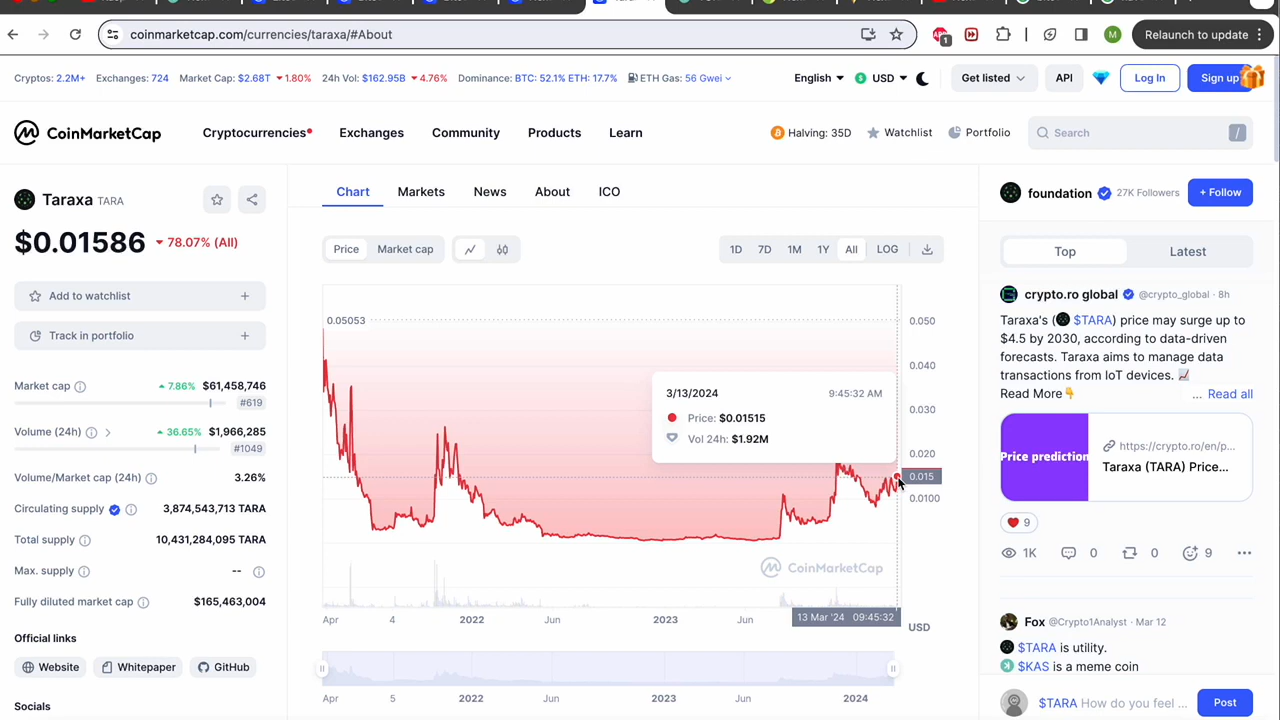 coinmarketcap.com/currencies/taraxa/#About
1
M
Relaunch to update
Cryptos: 2.2M+ Exchanges: 724 Market Cap: $2.68T 1.80% 24h Vol: $162.95B 4.76% Dominance: BTC: 52.1% ETH: 17.7% ETH Gas: 56 Gwei
English
USD
Get listed
API
Log In
Sign up
CoinMarketCap
Cryptocurrencies
Exchanges
Community
Products
Learn
Halving: 35D
Watchlist
Portfolio
Search
/
Taraxa TARA
$0.01586 78.07% (All)
Add to watchlist +
Track in portfolio +
Market cap 7.86% $61,458,746
#619
Volume (24h) 36.65% $1,966,285
#1049
Volume/Market cap (24h) 3.26%
Circulating supply 3,874,543,713 TARA
Total supply 10,431,284,095 TARA
Max. supply --
Fully diluted market cap $165,463,004
Official links
Website
Whitepaper
GitHub
Socials
Chart
Markets
News
About
ICO
Price
Market cap
1D
7D
1M
1Y
All
LOG
0.05053
0.050
0.040
0.030
0.020
0.015
0.0100
3/13/2024 9:45:32 AM
Price: $0.01515
Vol 24h: $1.92M
CoinMarketCap
Apr
4
2022
Jun
2023
Jun
13 Mar '24 09:45:32
USD
Apr
5
2022
Jun
2023
Jun
2024
foundation
27K Followers
+ Follow
Top
Latest
crypto.ro global @crypto_global · 8h
Taraxa's ( $TARA) price may surge up to
$4.5 by 2030, according to data-driven
forecasts. Taraxa aims to manage data
transactions from IoT devices.
Read More ... Read all
Price prediction
https://crypto.ro/en/p...
Taraxa (TARA) Price...
9
1K
0
0
9
Fox @Crypto1Analyst · Mar 12
$TARA is utility.
$KAS is a meme coin
$TARA How do you feel ...
Post